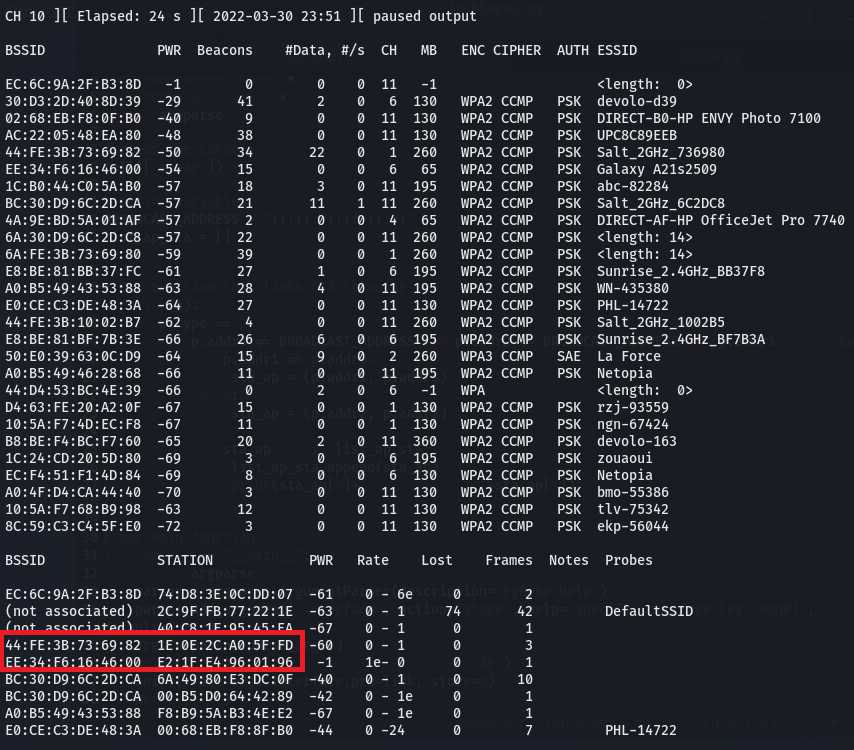 CH 10 ][ Elapsed: 24 s ][ 2022-03-30 23:51 ][ paused output
BSSID PWR Beacons #Data, #/s CH MB ENC CIPHER AUTH ESSID
EC:6C:9A:2F:B3:8D -1 0 0 0 11 -1 <length: 0>
30:D3:2D:40:8D:39 -29 41 2 0 6 130 WPA2 CCMP PSK devolo-d39
02:68:EB:F8:0F:B0 -40 9 0 0 11 130 WPA2 CCMP PSK DIRECT-B0-HP ENVY Photo 7100
AC:22:05:48:EA:80 -48 38 0 0 11 130 WPA2 CCMP PSK UPC8C89EEB
44:FE:3B:73:69:82 -50 34 22 0 1 260 WPA2 CCMP PSK Salt_2GHz_736980
EE:34:F6:16:46:00 -54 15 0 0 6 65 WPA2 CCMP PSK Galaxy A21s2509
1C:B0:44:C0:5A:B0 -57 18 3 0 11 195 WPA2 CCMP PSK abc-82284
BC:30:D9:6C:2D:CA -57 21 11 1 11 260 WPA2 CCMP PSK Salt_2GHz_6C2DC8
4A:9E:BD:5A:01:AF -57 2 0 0 4 65 WPA2 CCMP PSK DIRECT-AF-HP OfficeJet Pro 7740
6A:30:D9:6C:2D:C8 -57 22 0 0 11 260 WPA2 CCMP PSK <length: 14>
6A:FE:3B:73:69:80 -59 39 0 0 1 260 WPA2 CCMP PSK <length: 14>
E8:BE:81:BB:37:FC -61 27 1 0 6 195 WPA2 CCMP PSK Sunrise_2.4GHz_BB37F8
A0:B5:49:43:53:88 -63 28 4 0 11 195 WPA2 CCMP PSK WN-435380
E0:CE:C3:DE:48:3A -64 27 0 0 11 130 WPA2 CCMP PSK PHL-14722
44:FE:3B:10:02:B7 -62 4 0 0 11 260 WPA2 CCMP PSK Salt_2GHz_1002B5
E8:BE:81:BF:7B:3E -66 26 5 0 6 195 WPA2 CCMP PSK Sunrise_2.4GHz_BF7B3A
50:E0:39:63:0C:D9 -64 15 9 0 2 260 WPA3 CCMP SAE La Force
A0:B5:49:46:28:68 -66 11 0 0 11 195 WPA2 CCMP PSK Netopia
44:D4:53:BC:4E:39 -66 0 2 0 6 -1 WPA <length: 0>
D4:63:FE:20:A2:0F -67 15 0 0 1 130 WPA2 CCMP PSK rzj-93559
10:5A:F7:4D:EC:F8 -67 11 0 0 1 130 WPA2 CCMP PSK ngn-67424
B8:BE:F4:BC:F7:60 -65 20 2 0 11 360 WPA2 CCMP PSK devolo-163
1C:24:CD:20:5D:80 -69 3 0 0 6 195 WPA2 CCMP PSK zouaoui
EC:F4:51:F1:4D:84 -69 8 0 0 6 130 WPA2 CCMP PSK Netopia
A0:4F:D4:CA:44:40 -70 3 0 0 11 130 WPA2 CCMP PSK bmo-55386
10:5A:F7:68:B9:98 -63 12 0 0 11 130 WPA2 CCMP PSK tlv-75342
8C:59:C3:C4:5F:E0 -72 3 0 0 11 130 WPA2 CCMP PSK ekp-56044
BSSID STATION PWR Rate Lost Frames Notes Probes
EC:6C:9A:2F:B3:8D 74:D8:3E:0C:DD:07 -61 0 - 6e 0 2
(not associated) 2C:9F:FB:77:22:1E -63 0 - 1 74 42 DefaultSSID
(not associated) 40:C8:1F:95:45:EA -67 0 - 1 0 1
44:FE:3B:73:69:82 1E:0E:2C:A0:5F:FD -60 0 - 1 0 3
EE:34:F6:16:46:00 E2:1F:E4:96:01:96 -1 1e- 0 0 1
BC:30:D9:6C:2D:CA 6A:49:80:E3:DC:0F -40 0 - 1 0 10
BC:30:D9:6C:2D:CA 00:B5:D0:64:42:89 -42 0 - 1e 0 1
A0:B5:49:43:53:88 F8:B9:5A:B3:4E:E2 -67 0 - 1e 0 1
E0:CE:C3:DE:48:3A 00:68:EB:F8:8F:B0 -44 0 -24 0 7 PHL-14722